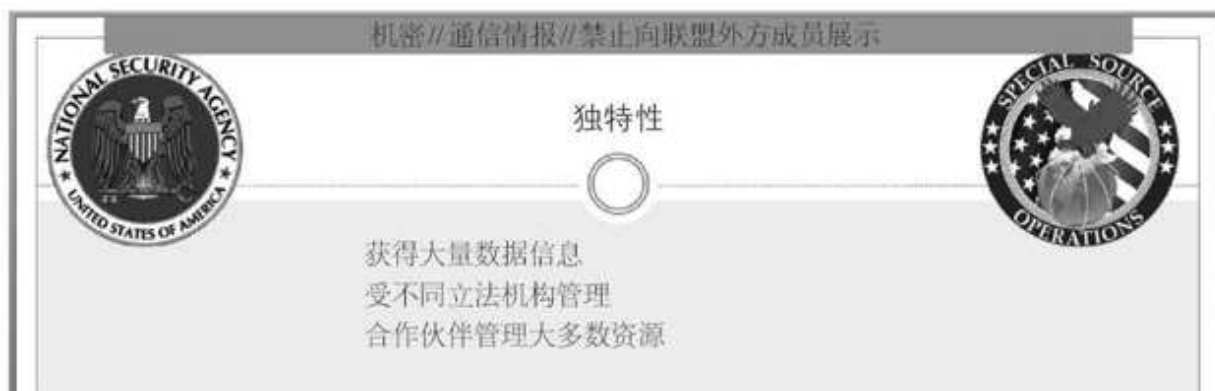 机密//通信情报//禁止向联盟外方成员展示
NATIONAL SECURITY AGENCY
UNITED STATES OF AMERICA
SPECIAL SOURCE
OPERATIONS
独特性
获得大量数据信息
受不同立法机构管理
合作伙伴管理大多数资源